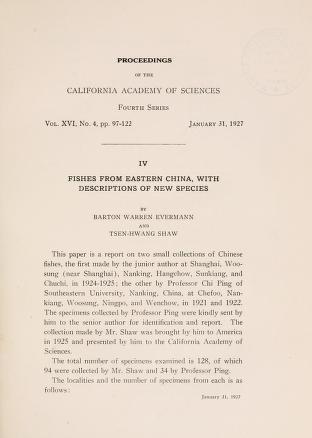 PROCEEDINGS
OF THE
CALIFORNIA ACADEMY OF SCIENCES
FOURTH SERIES
VOL. XVI, No. 4, pp. 97-122 JANUARY 31, 1927
IV
FISHES FROM EASTERN CHINA, WITH
DESCRIPTIONS OF NEW SPECIES
BY
BARTON WARREN EVERMANN
AND
TSEN-HWANG SHAW
This paper is a report on two small collections of Chinese
fishes, the first made by the junior author at Shanghai, Woo-
sung (near Shanghai), Nanking, Hangchow, Sunkiang, and
Chuchi, in 1924-1925; the other by Professor Chi Ping of
Southeastern University, Nanking, China, at Chefoo, Nan-
kiang, Woosung, Ningpo, and Wenchow, in 1921 and 1922.
The specimens collected by Professor Ping were kindly sent by
him to the senior author for identification and report. The
collection made by Mr. Shaw was brought by him to America
in 1925 and presented by him to the California Academy of
Sciences.
The total number of specimens examined is 128, of which
94 were collected by Mr. Shaw and 34 by Professor Ping.
The localities and the number of specimens from each is as
follows:
January 31, 1927